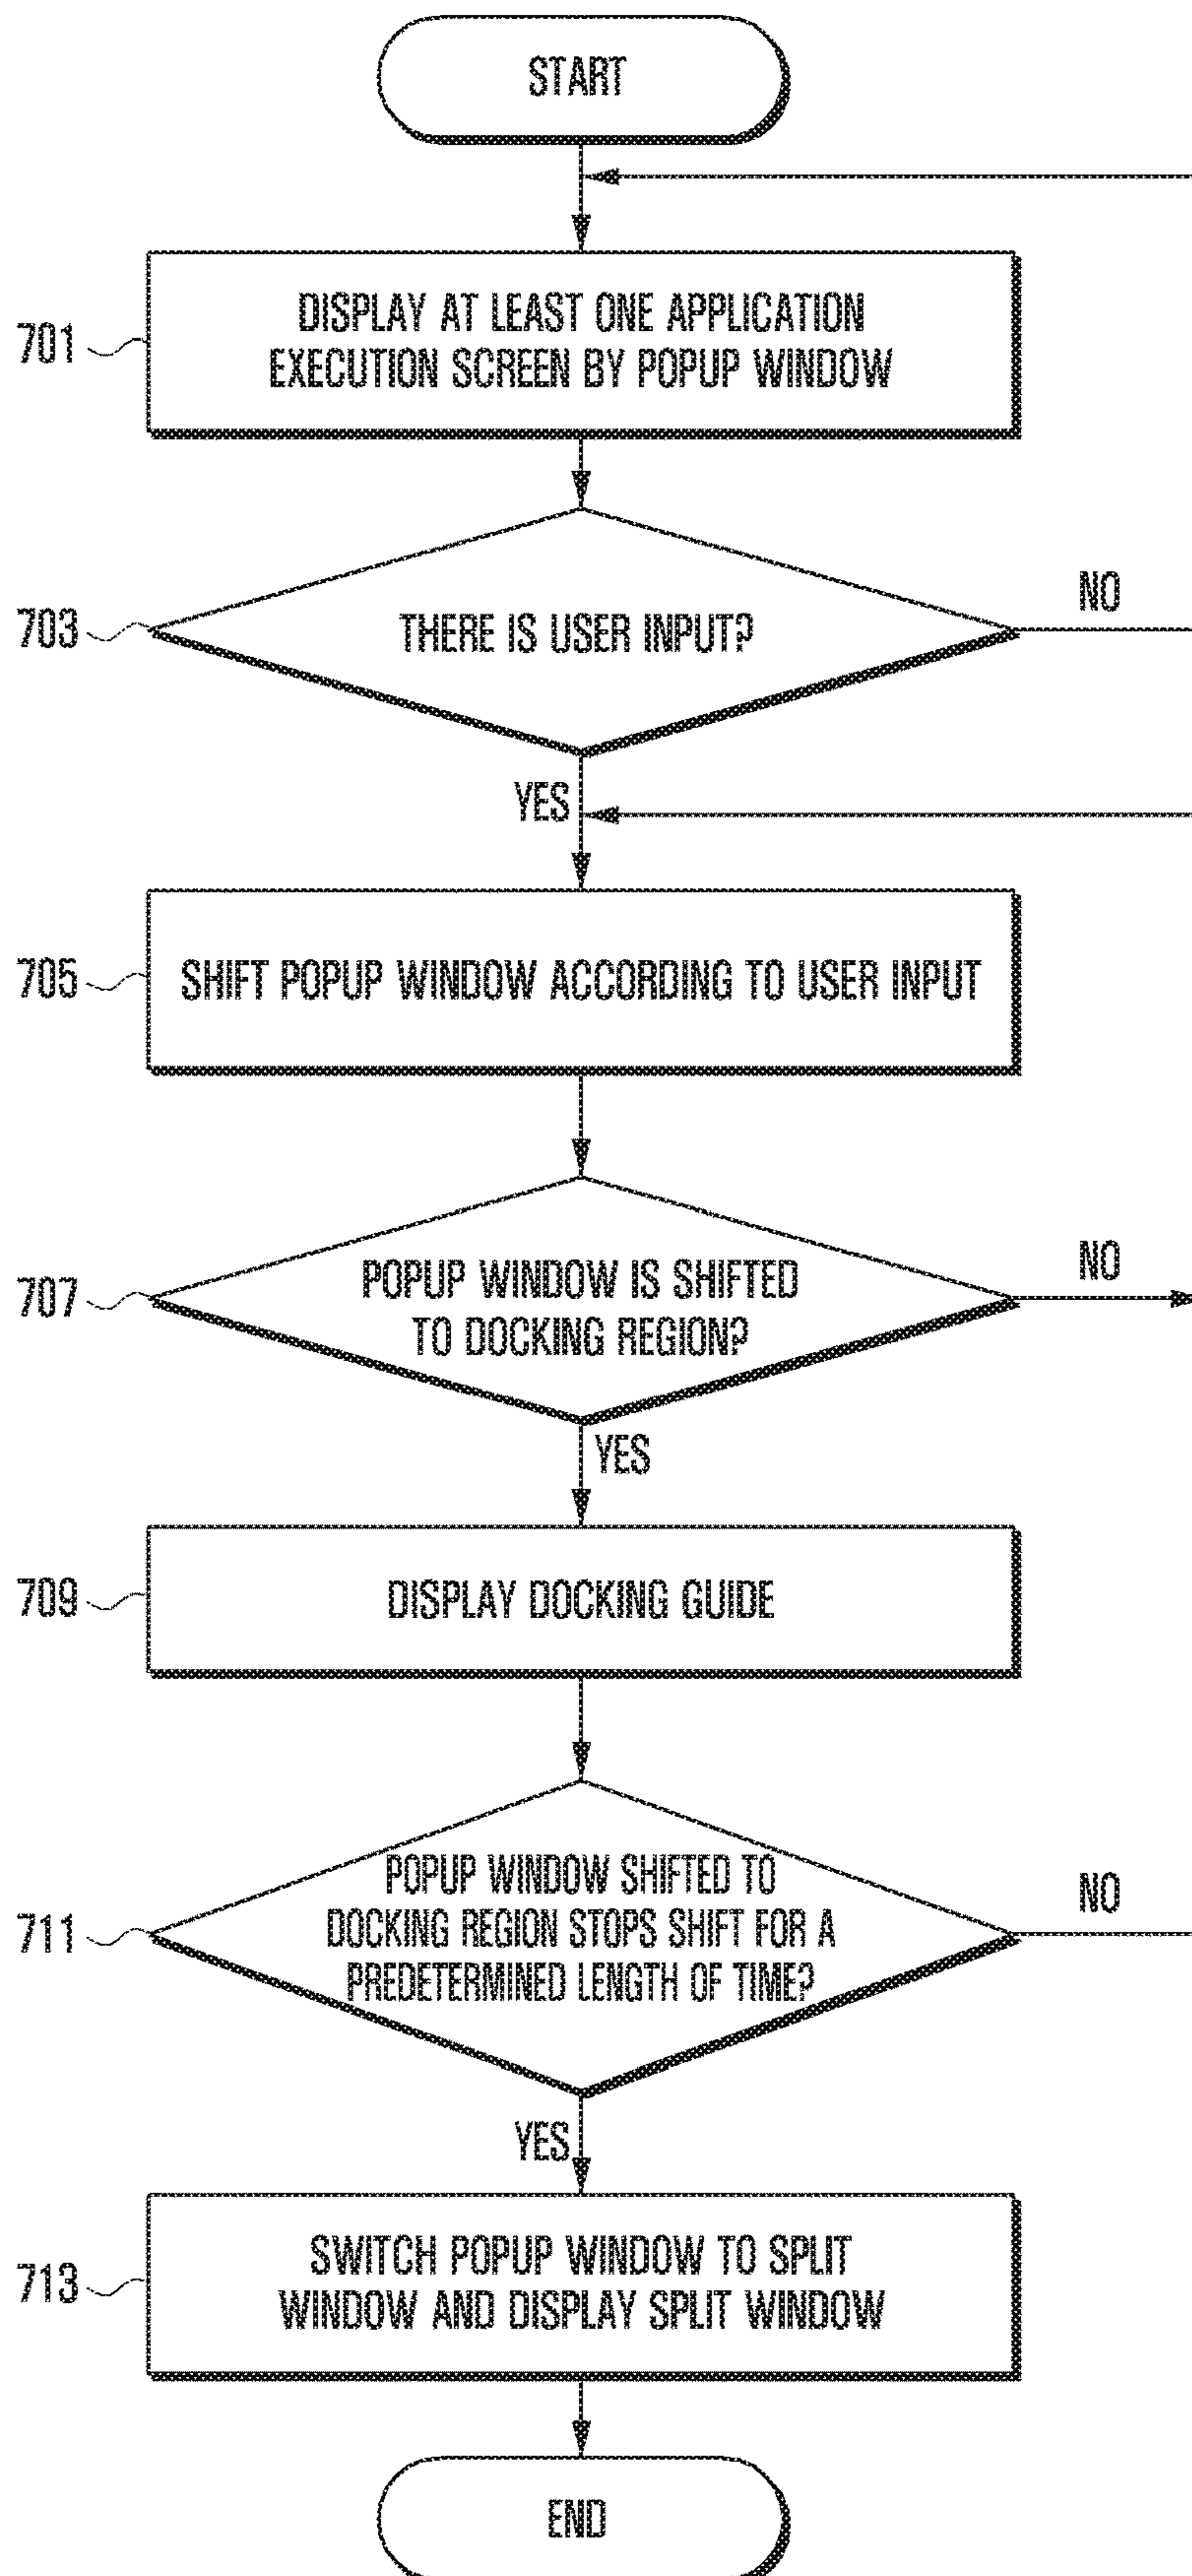 START
701
DISPLAY AT LEAST ONE APPLICATION
EXECUTION SCREEN BY POPUP WINDOW
703
THERE IS USER INPUT?
NO
YES
705
SHIFT POPUP WINDOW ACCORDING TO USER INPUT
707
POPUP WINDOW IS SHIFTED
TO DOCKING REGION?
NO
YES
709
DISPLAY DOCKING GUIDE
711
POPUP WINDOW SHIFTED TO
DOCKING REGION STOPS SHIFT FOR A
PREDETERMINED LENGTH OF TIME?
NO
YES
713
SWITCH POPUP WINDOW TO SPLIT
WINDOW AND DISPLAY SPLIT WINDOW
END